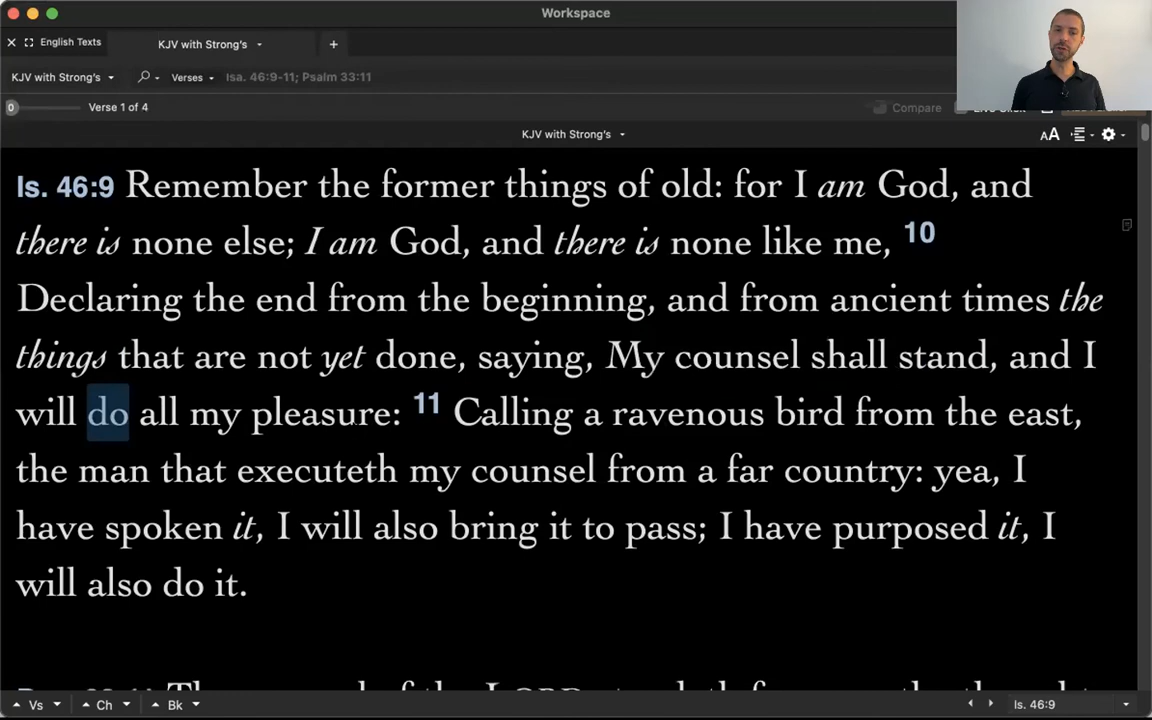 Workspace
English Texts
KJV with Strong's
+
KJV with Strong's
Verses
Isa. 46:9-11; Psalm 33:11
0
Verse 1 of 4
Compare
KJV with Strong's
AA
Is. 46:9 Remember the former things of old: for I am God, and
there is none else; I am God, and there is none like me, 10
Declaring the end from the beginning, and from ancient times the
things that are not yet done, saying, My counsel shall stand, and I
will do all my pleasure: 11 Calling a ravenous bird from the east,
the man that executeth my counsel from a far country: yea, I
have spoken it, I will also bring it to pass; I have purposed it, I
will also do it.
Vs
Ch
Bk
Is. 46:9